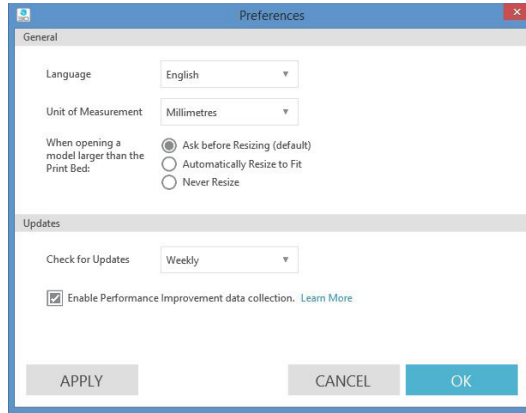 Preferences
General
Language
English
Unit of Measurement
Millimetres
When opening a
model larger than the
Print Bed:
Ask before Resizing (default)
Automatically Resize to Fit
Never Resize
Updates
Check for Updates
Weekly
Enable Performance Improvement data collection. Learn More
APPLY
CANCEL
OK